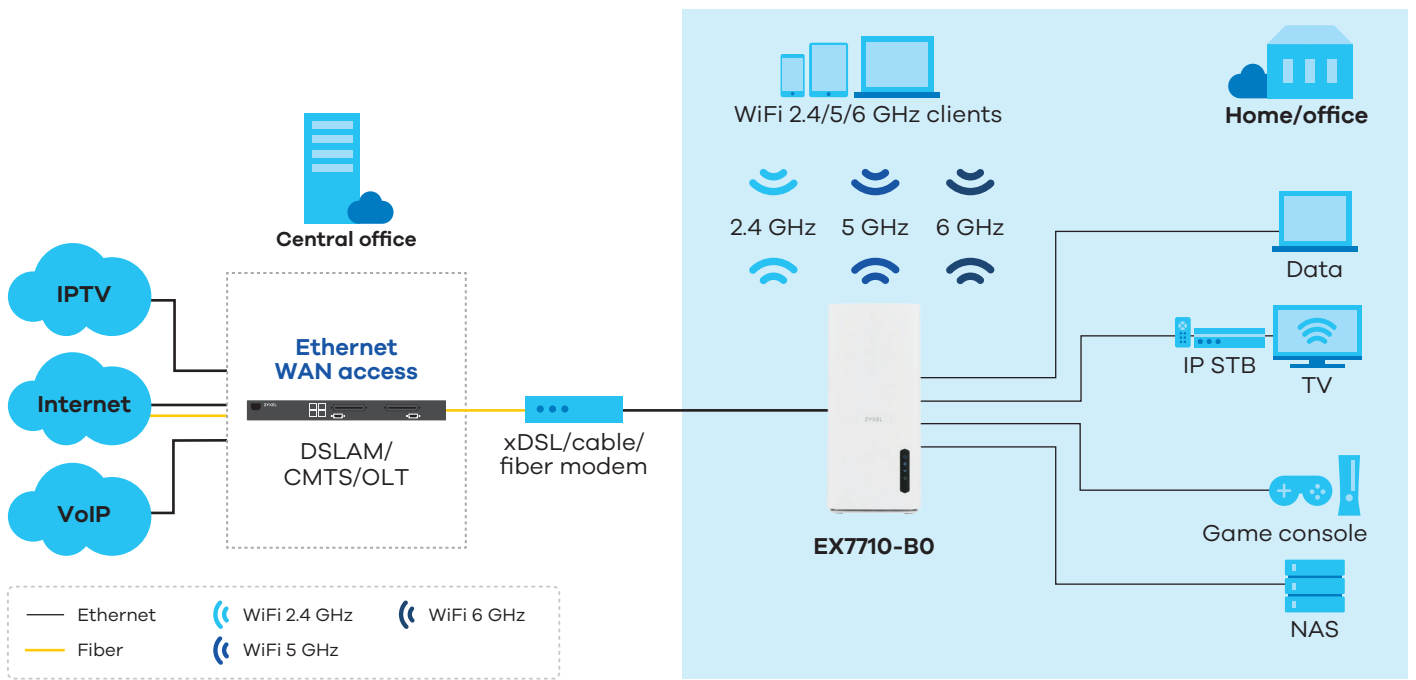 WiFi 2.4/5/6 GHz clients
Home/office
Central office
2.4 GHz
5 GHz
6 GHz
Data
IPTV
Ethernet
WAN access
IP STB
TV
Internet
ZYXEL
xDSL/cable/
fiber modem
ZYXEL
DSLAM/
CMTS/OLT
VoIP
EX7710-B0
Game console
Ethernet
WiFi 2.4 GHz
WiFi 6 GHz
Fiber
WiFi 5 GHz
NAS